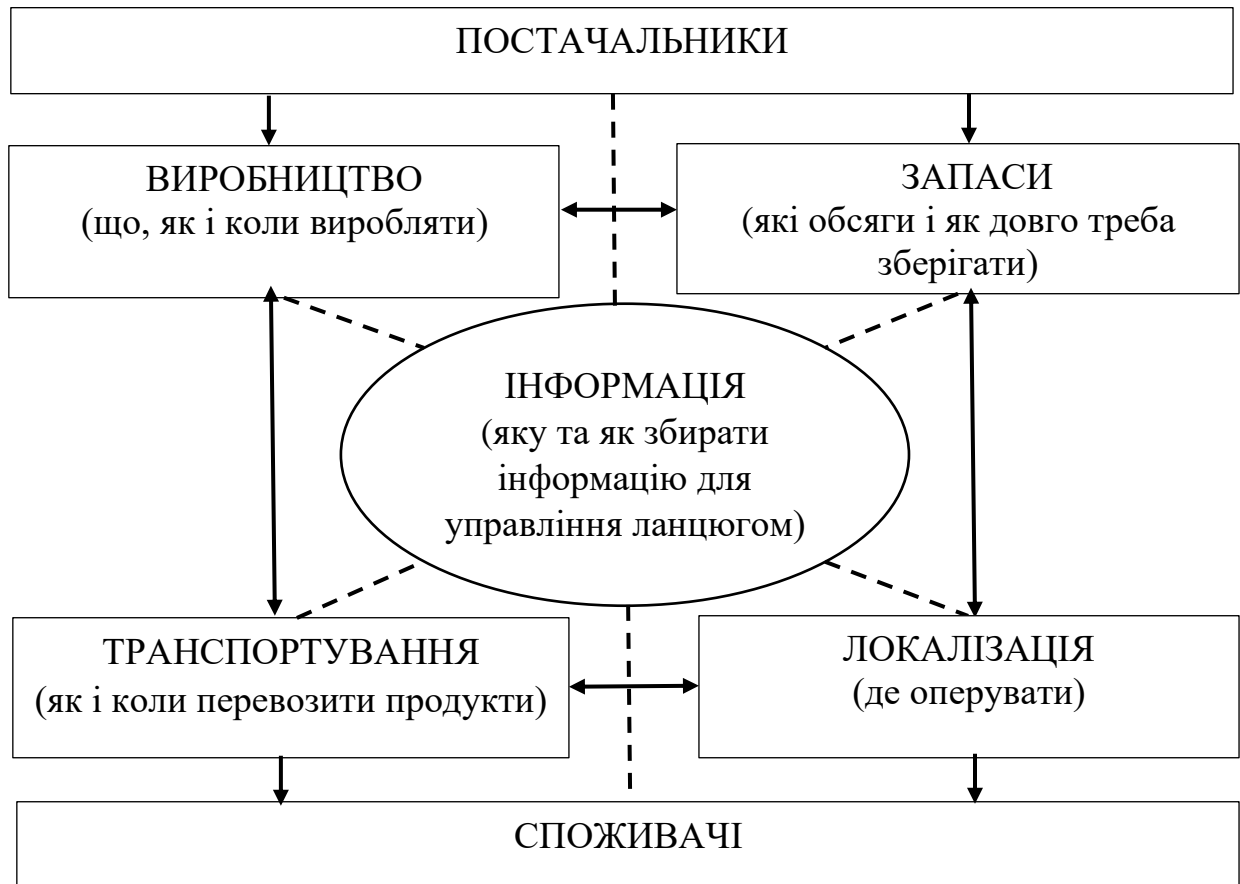 ПОСТАЧАЛЬНИКИ
ВИРОБНИЦТВО
(що, як і коли виробляти)
ЗАПАСИ
(які обсяги і як довго треба
зберігати)
ІНФОРМАЦІЯ
(яку та як збирати
інформацію для
управління ланцюгом)
ТРАНСПОРТУВАННЯ
(як і коли перевозити продукти)
ЛОКАЛІЗАЦІЯ
(де оперувати)
СПОЖИВАЧІ